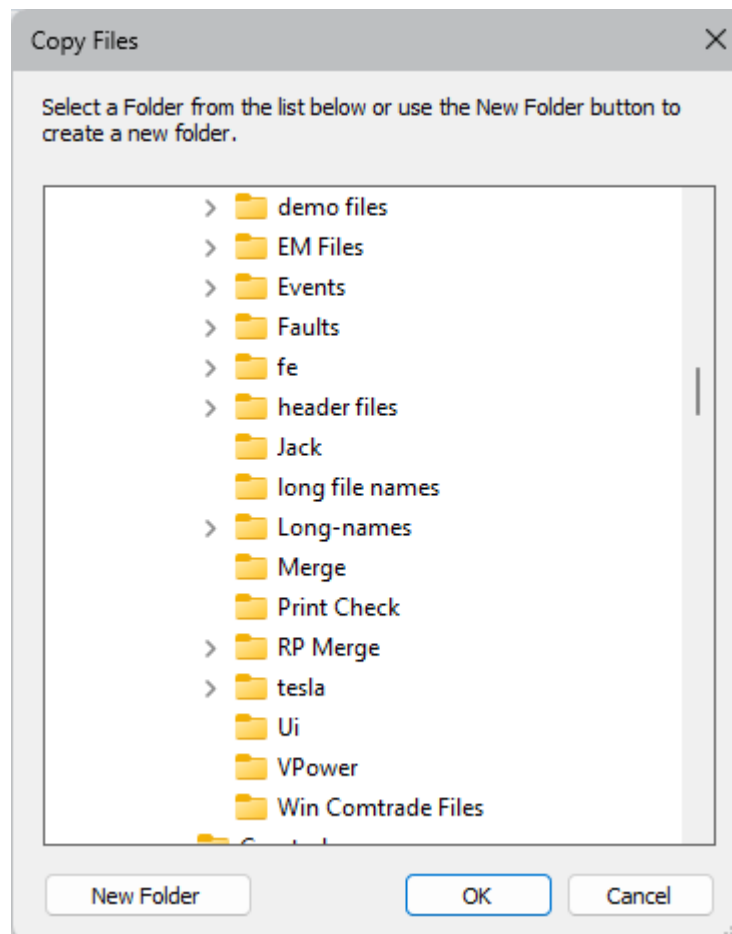 Copy Files
Select a Folder from the list below or use the New Folder button to
create a new folder.
demo files
EM Files
Events
Faults
fe
header files
Jack
long file names
Long-names
Merge
Print Check
RP Merge
tesla
Ui
VPower
Win Comtrade Files
New Folder
OK
Cancel